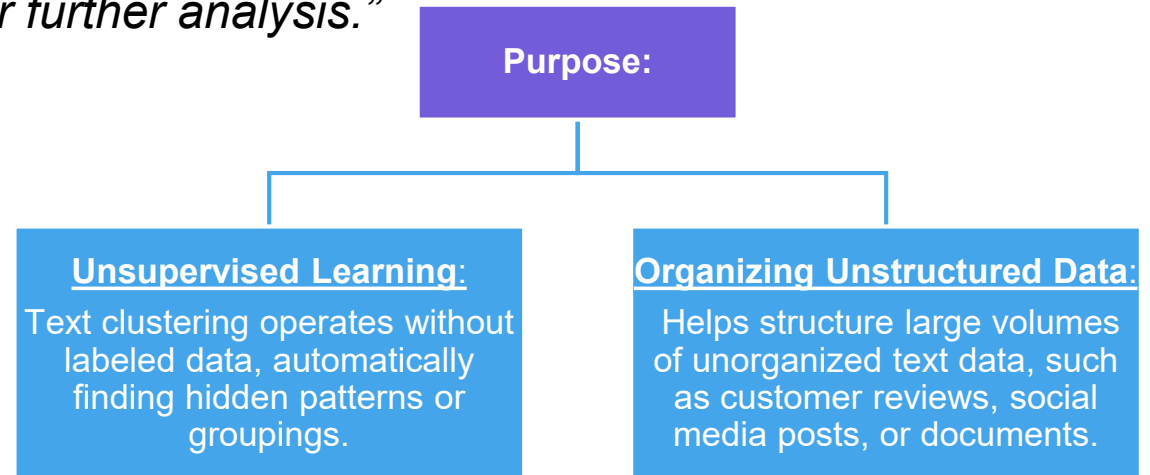 r further analysis.”
Purpose:
Unsupervised Learning:
Text clustering operates without
labeled data, automatically
finding hidden patterns or
groupings.
Organizing Unstructured Data:
Helps structure large volumes
of unorganized text data, such
as customer reviews, social
media posts, or documents.